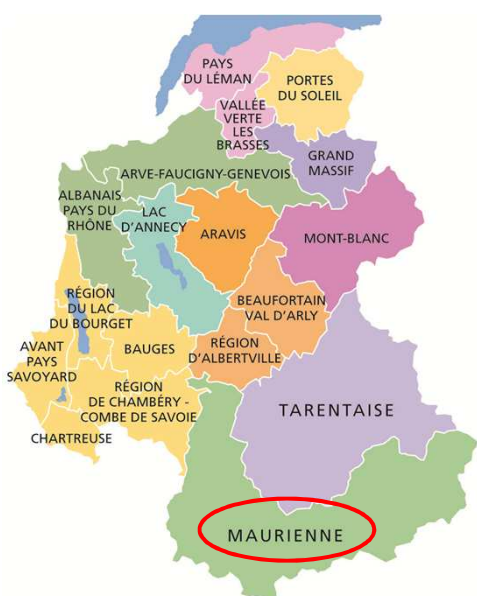 PAYS
DU LÉMAN
PORTES
DU SOLEIL
VALLÉE
VERTE
LES
BRASSES
GRAND
MASSIF
ARVE-FAUCIGNY-GENEVOIS
ALBANAIS
PAYS DU
RHÔNE
LAC
D'ANNECY
ARAVIS
MONT-BLANC
RÉGION
DU LAC
DU BOURGET
BEAUFORTAIN
VAL D'ARLY
AVANT
PAYS
SAVOYARD
BAUGES
RÉGION
D'ALBERTVILLE
RÉGION
DE CHAMBÉRY -
COMBE DE SAVOIE
TARENTAISE
CHARTREUSE
MAURIENNE